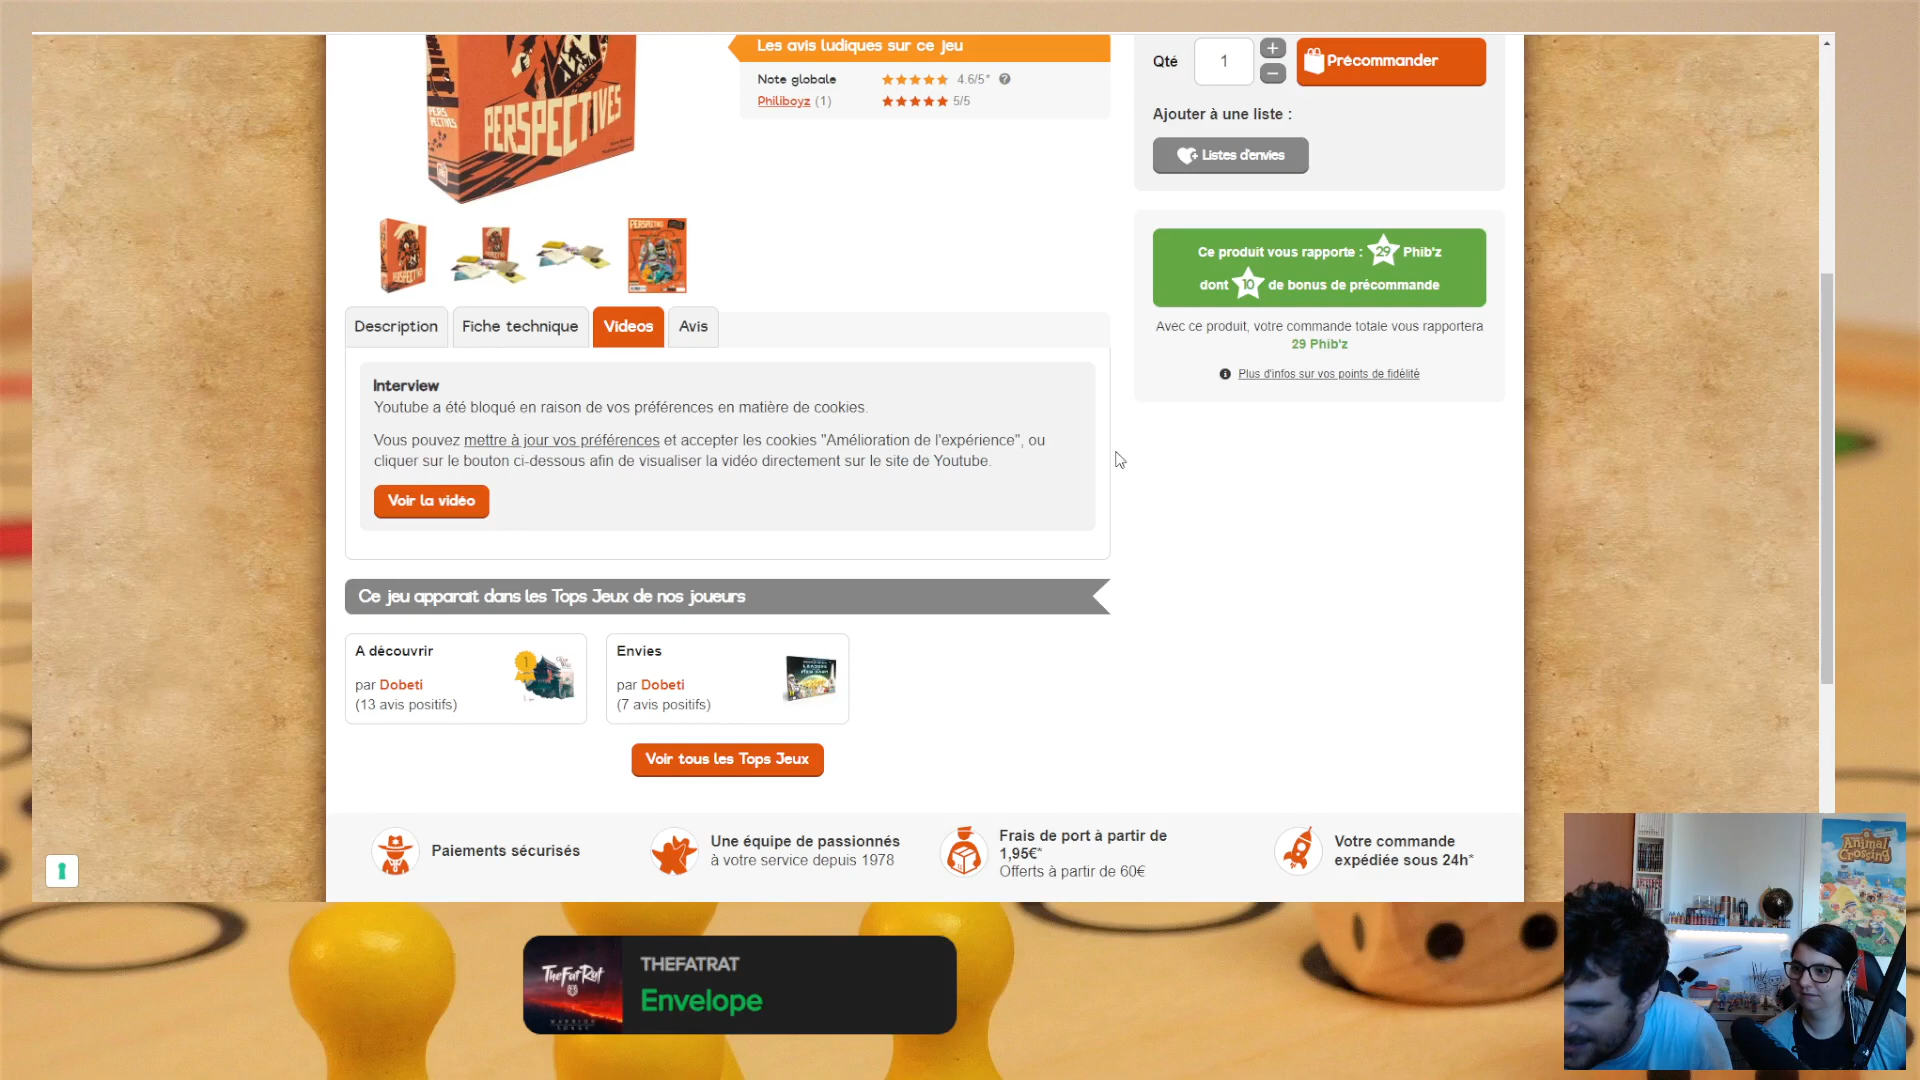 Les avis ludiques sur ce jeu
Note globale 4.6/5*
Philiboyz (1) 5/5
Qté 1 Précommander
Ajouter à une liste :
Listes d'envies
PERSPECTIVES
PERSPECTIVES
Ce produit vous rapporte : 29 Phib'z
dont 10 de bonus de précommande
Avec ce produit, votre commande totale vous rapportera
29 Phib'z
Plus d'infos sur vos points de fidélité
Description Fiche technique Videos Avis
Interview
Youtube a été bloqué en raison de vos préférences en matière de cookies.
Vous pouvez mettre à jour vos préférences et accepter les cookies "Amélioration de l'expérience", ou
cliquer sur le bouton ci-dessous afin de visualiser la vidéo directement sur le site de Youtube.
Voir la vidéo
Ce jeu apparait dans les Tops Jeux de nos joueurs
A découvrir
par Dobeti
(13 avis positifs)
1
Envies
par Dobeti
(7 avis positifs)
Voir tous les Tops Jeux
Paiements sécurisés
Une équipe de passionnés
à votre service depuis 1978
Frais de port à partir de
1,95€*
Offerts à partir de 60€
Votre commande
expédiée sous 24h*
TheFatRat
THEFATRAT
Envelope
Animal
Crossing